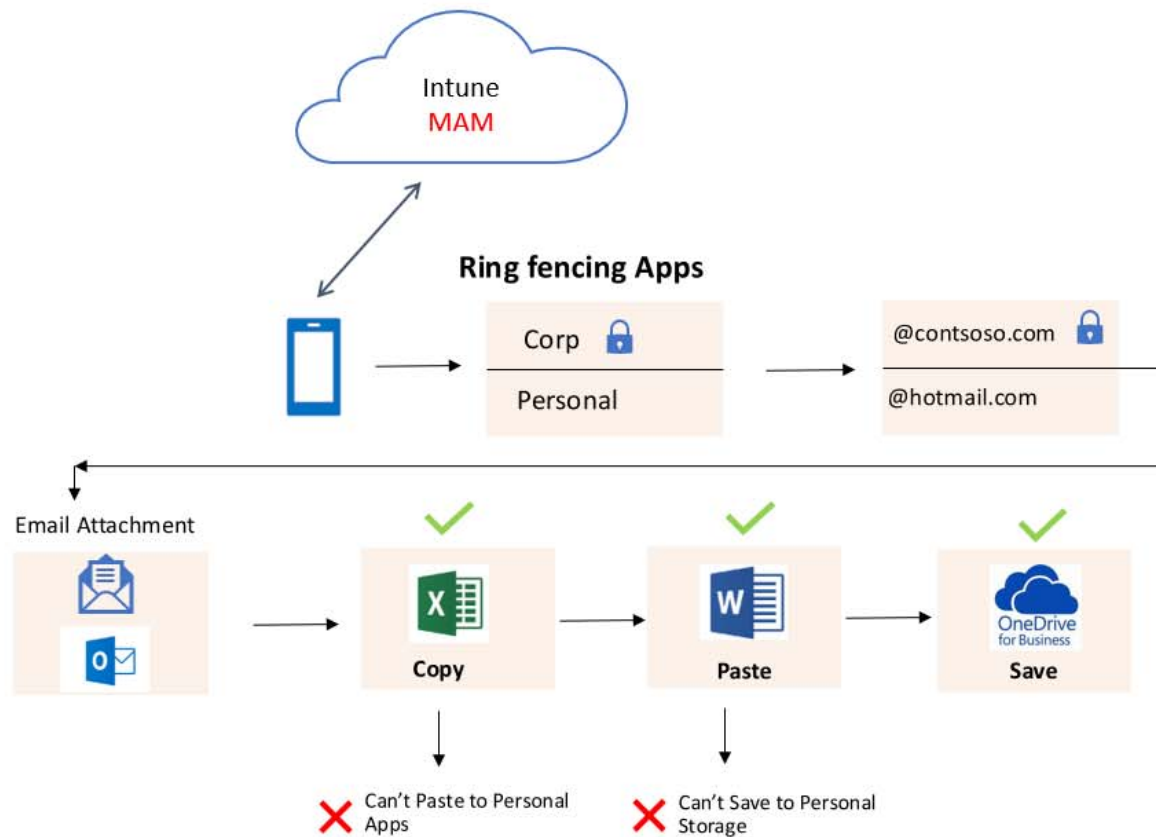 Intune
MAM
Ring fencing Apps
Corp
@contsoso.com
Personal
@hotmail.com
Email Attachment
X
W
OneDrive
for Business
O
Copy
Paste
Save
Can't Paste to Personal
Apps
Can't Save to Personal
Storage